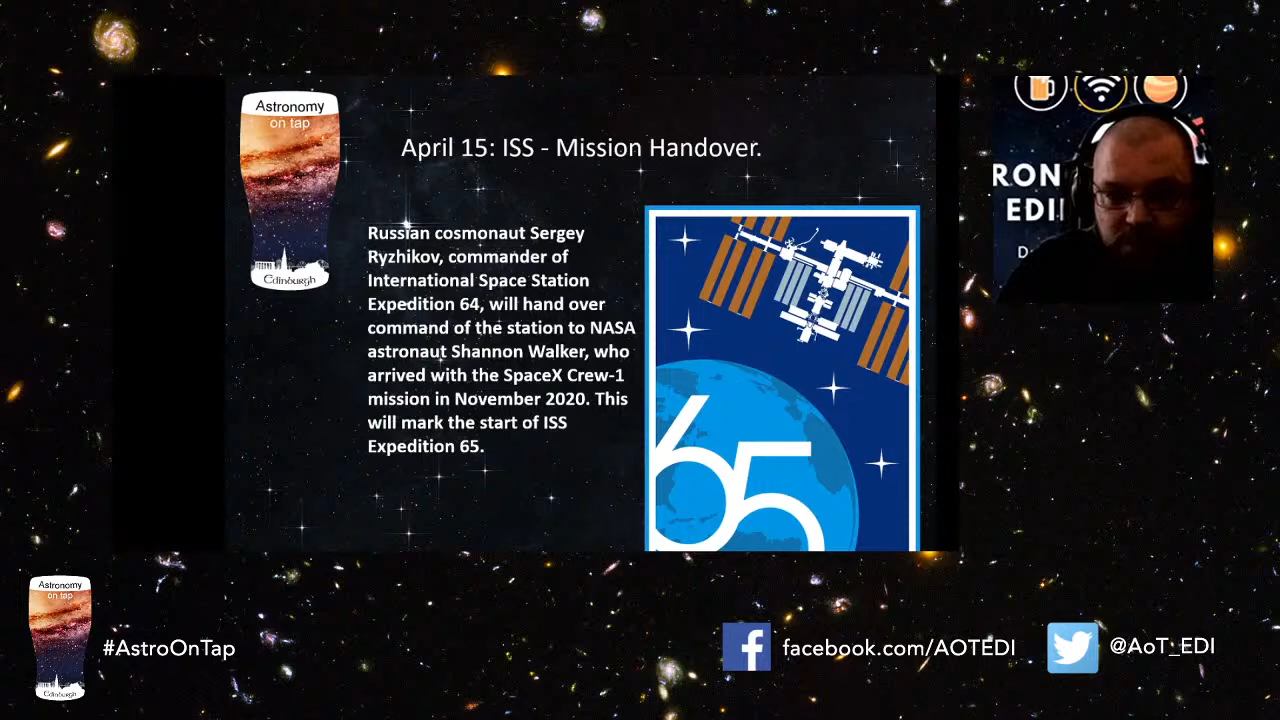 Astronomy
on tap
Edinburgh
April 15: ISS - Mission Handover.
Russian cosmonaut Sergey
Ryzhikov, commander of
International Space Station
Expedition 64, will hand over
command of the station to NASA
astronaut Shannon Walker, who
arrived with the SpaceX Crew-1
mission in November 2020. This
will mark the start of ISS
Expedition 65.
65
RON
EDI
Astronomy
on tap
Edinburgh
#AstroOnTap
f
facebook.com/AOTEDI
@AoT_EDI